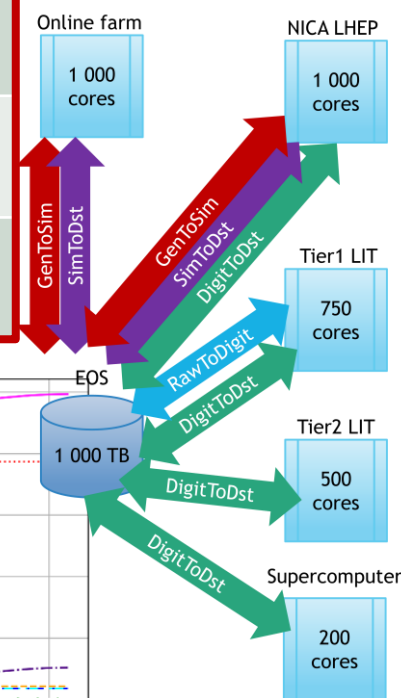 Online farm
1 000
cores
NICA LHEP
1 000
cores
GenToSim
SimToDst
GenToSim
SimToDst
DigitToDst
Tier1 LIT
750
cores
RawToDigit
DigitToDst
EOS
1 000 TB
Tier2 LIT
500
cores
DigitToDst
DigitToDst
Supercomputer
200
cores